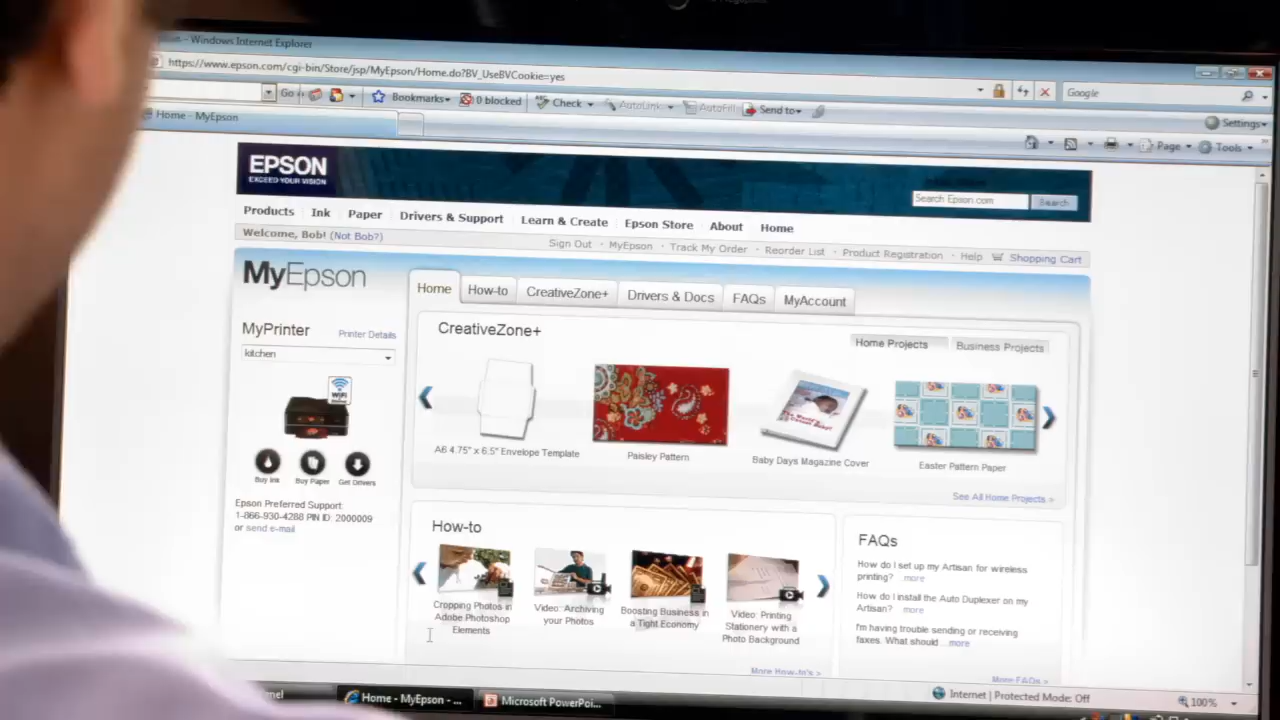 - Windows Internet Explorer
https://www.epson.com/cgi-bin/Store/jsp/MyEpson/Home.do?BV_UseBVCookie=yes
Google
Go
Bookmarks
0 blocked
Check
AutoLink
AutoFill
Send to
Settings
Home - MyEpson
Page
Tools
EPSON
EXCEED YOUR VISION
Search Epson.com
Search
Products Ink Paper Drivers & Support Learn & Create Epson Store About Home
Welcome, Bob! (Not Bob?)
Sign Out MyEpson Track My Order Reorder List Product Registration Help Shopping Cart
MyEpson
Home How-to CreativeZone+ Drivers & Docs FAQs MyAccount
MyPrinter Printer Details
kitchen
WiFi
Buy Ink Buy Paper Get Drivers
Epson Preferred Support:
1-866-930-4288 PIN ID: 2000009
or send e-mail
CreativeZone+
Home Projects Business Projects
A6 4.75" x 6.5" Envelope Template
Paisley Pattern
Baby Days Magazine Cover
Easter Pattern Paper
See All Home Projects >
How-to
Cropping Photos in
Adobe Photoshop
Elements
Video: Archiving
your Photos
Boosting Business in
a Tight Economy
Video: Printing
Stationery with a
Photo Background
More How-to's >
FAQs
How do I set up my Artisan for wireless
printing? ...more
How do I install the Auto Duplexer on my
Artisan? more
I'm having trouble sending or receiving
faxes. What should ...more
More FAQs >
Internet | Protected Mode: Off
100%
Home - MyEpson - ...
Microsoft PowerPoi...